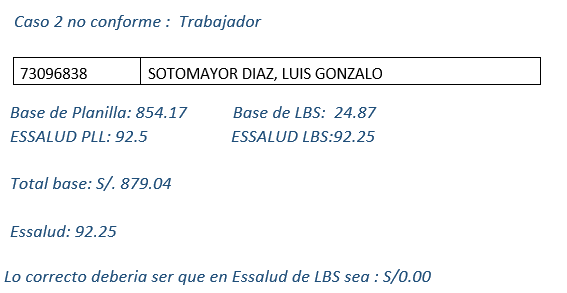 Caso 2 no conforme : Trabajador
73096838 SOTOMAYOR DIAZ, LUIS GONZALO
Base de Planilla: 854.17 Base de LBS: 24.87
ESSALUD PLL: 92.5 ESSALUD LBS:92.25
Total base: S/. 879.04
Essalud: 92.25
Lo correcto deberia ser que en Essalud de LBS sea : S/0.00